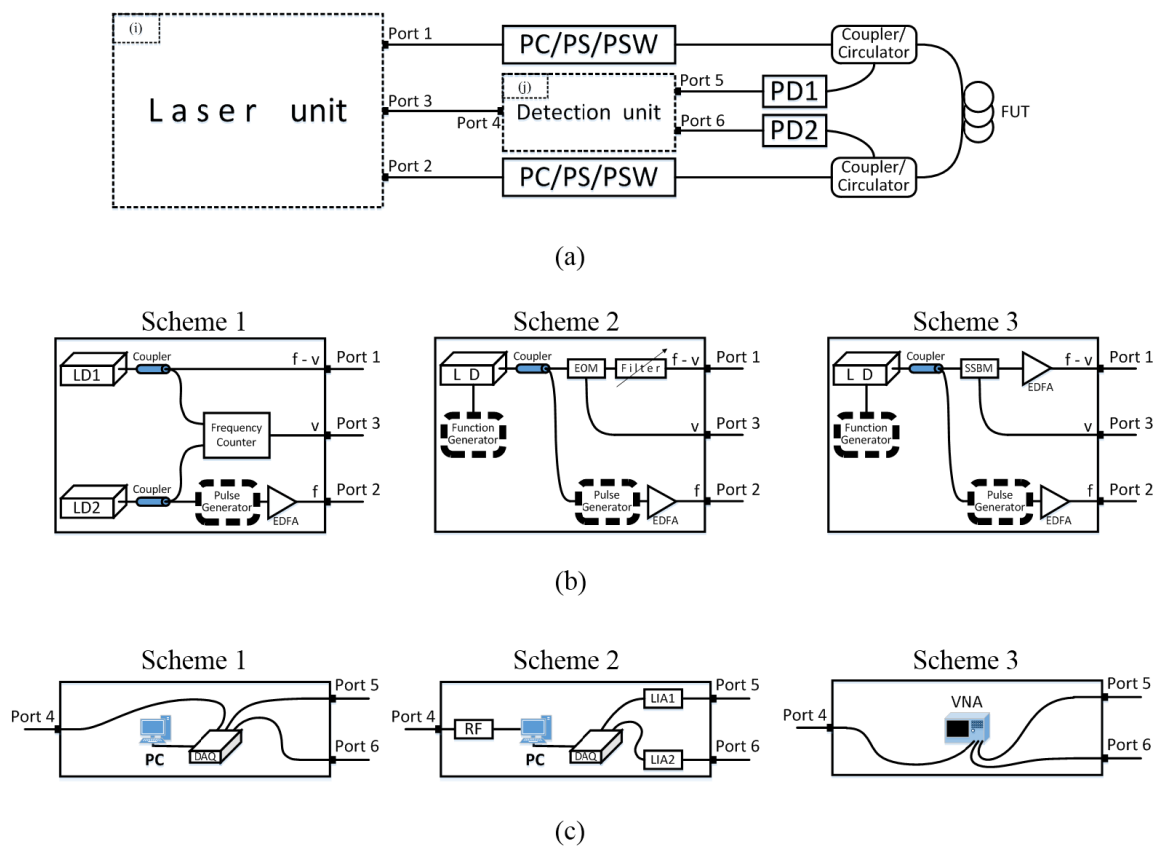 (i)
Laser unit
Port 1
Port 3
Port 2
PC/PS/PSW
Port 4
(j)
Detection unit
Port 5
Port 6
PD1
PD2
PC/PS/PSW
Coupler/
Circulator
FUT
Coupler/
Circulator
(a)
Scheme 1
LD1
Coupler
f - v
Port 1
Frequency
Counter
v
Port 3
LD2
Coupler
Pulse
Generator
EDFA
f
Port 2
Scheme 2
L D
Coupler
EOM
Filter
f - v
Port 1
Function
Generator
v
Port 3
Pulse
Generator
EDFA
f
Port 2
Scheme 3
L D
Coupler
SSBM
EDFA
f - v
Port 1
Function
Generator
v
Port 3
Pulse
Generator
EDFA
f
Port 2
(b)
Scheme 1
Port 4
PC
DAQ
Port 5
Port 6
Scheme 2
Port 4
RF
PC
DAQ
LIA1
LIA2
Port 5
Port 6
Scheme 3
Port 4
VNA
Port 5
Port 6
(c)